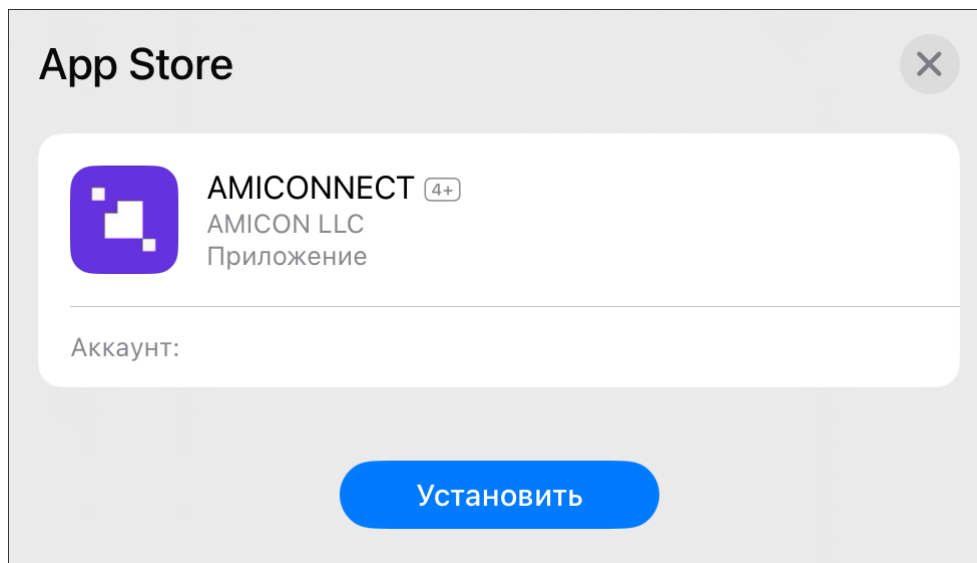 App Store
AMICONNECT 4+
AMICON LLC
Приложение
Аккаунт:
Установить